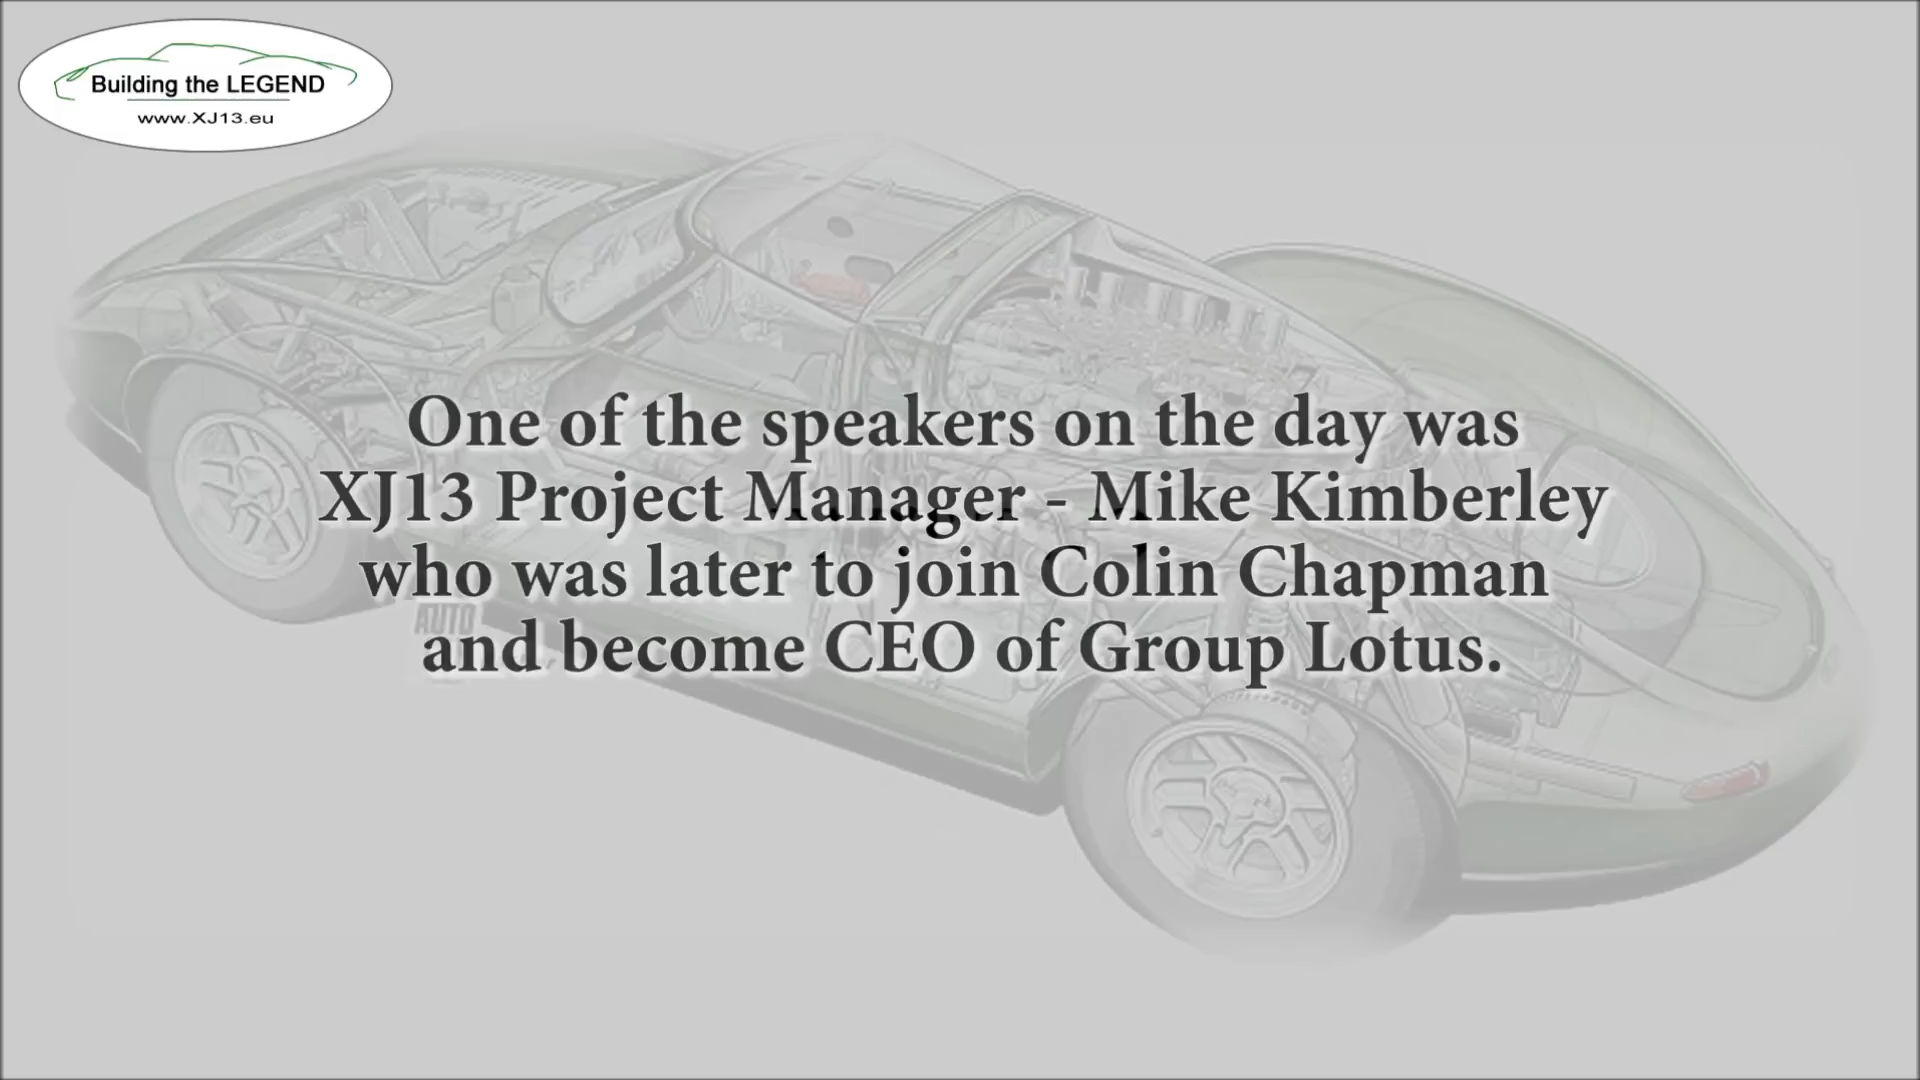 Building the LEGEND
www.XJ13.eu
One of the speakers on the day was
XJ13 Project Manager - Mike Kimberley
who was later to join Colin Chapman
AUTO
and become CEO of Group Lotus.